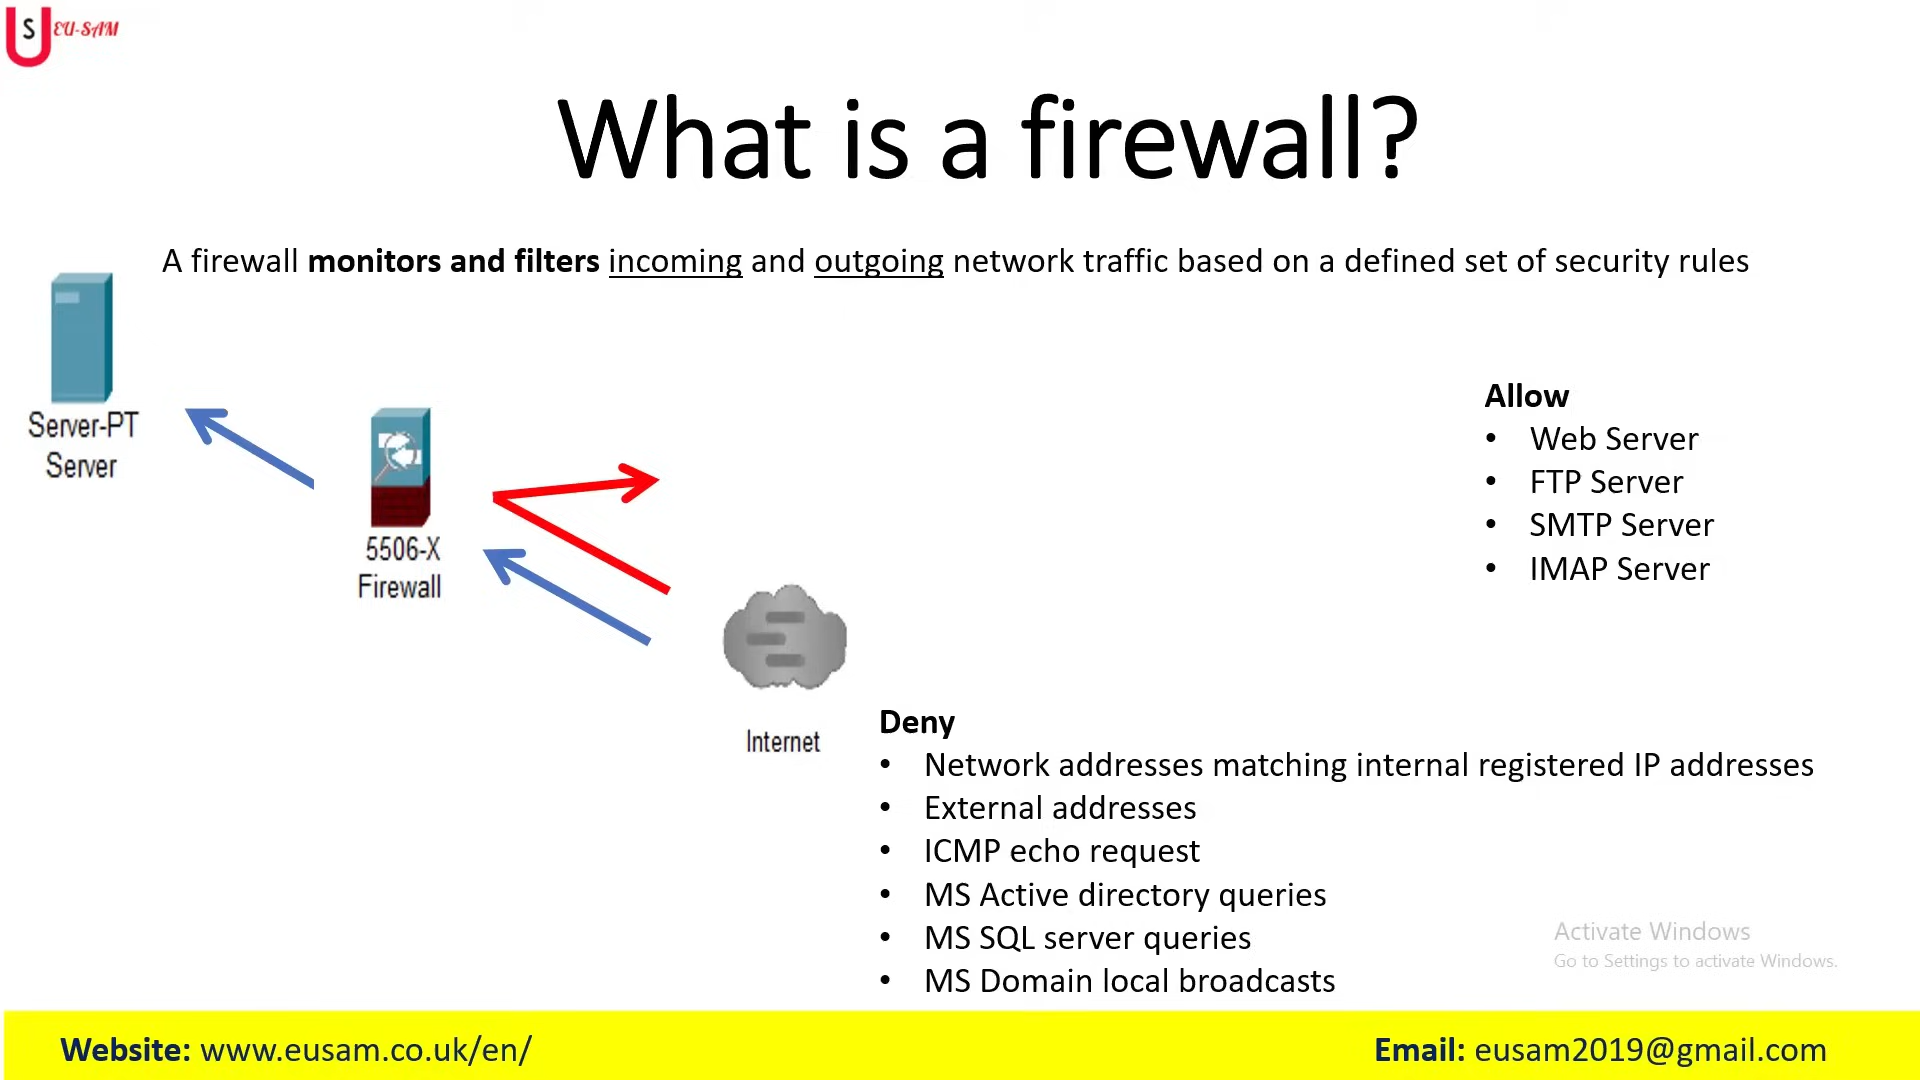 S EU-SAM
What is a firewall?
A firewall monitors and filters incoming and outgoing network traffic based on a defined set of security rules
Server-PT
Server
5506-X
Firewall
Internet
Allow
• Web Server
• FTP Server
• SMTP Server
• IMAP Server
Deny
• Network addresses matching internal registered IP addresses
• External addresses
• ICMP echo request
• MS Active directory queries
• MS SQL server queries
• MS Domain local broadcasts
Activate Windows
Go to Settings to activate Windows.
Website: www.eusam.co.uk/en/
Email: eusam2019@gmail.com